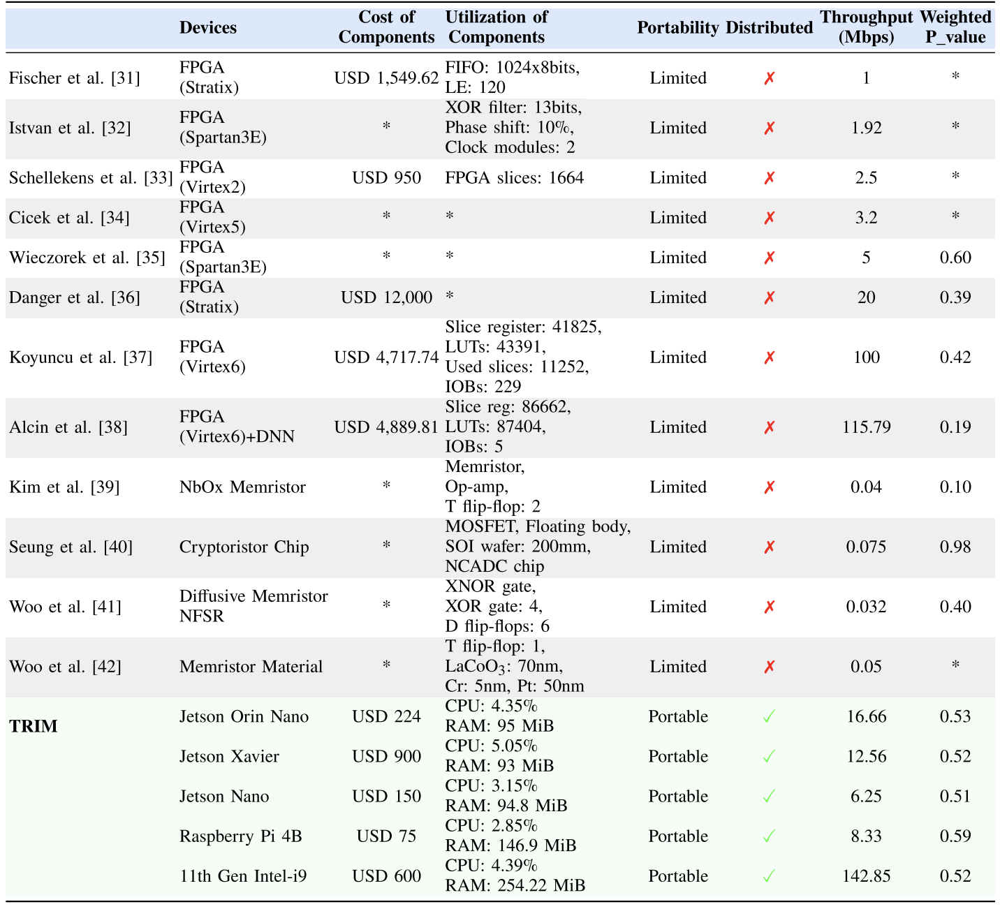 Devices Cost of Components Utilization of Components Portability Distributed Throughput (Mbps) Weighted P_value
Fischer et al. [31] FPGA (Stratix) USD 1,549.62 FIFO: 1024x8bits, LE: 120 Limited ✗ 1 *
Istvan et al. [32] FPGA (Spartan3E) * XOR filter: 13bits, Phase shift: 10%, Clock modules: 2 Limited ✗ 1.92 *
Schellekens et al. [33] FPGA (Virtex2) USD 950 FPGA slices: 1664 Limited ✗ 2.5 *
Cicek et al. [34] FPGA (Virtex5) * * Limited ✗ 3.2 *
Wieczorek et al. [35] FPGA (Spartan3E) * * Limited ✗ 5 0.60
Danger et al. [36] FPGA (Stratix) USD 12,000 * Limited ✗ 20 0.39
Koyuncu et al. [37] FPGA (Virtex6) USD 4,717.74 Slice register: 41825, LUTs: 43391, Used slices: 11252, IOBs: 229 Limited ✗ 100 0.42
Alcin et al. [38] FPGA (Virtex6)+DNN USD 4,889.81 Slice reg: 86662, LUTs: 87404, IOBs: 5 Limited ✗ 115.79 0.19
Kim et al. [39] NbOx Memristor * Memristor, Op-amp, T flip-flop: 2 Limited ✗ 0.04 0.10
Seung et al. [40] Cryptoristor Chip * MOSFET, Floating body, SOI wafer: 200mm, NCADC chip Limited ✗ 0.075 0.98
Woo et al. [41] Diffusive Memristor NFSR * XNOR gate, XOR gate: 4, D flip-flops: 6 Limited ✗ 0.032 0.40
Woo et al. [42] Memristor Material * T flip-flop: 1, LaCoO₃: 70nm, Cr: 5nm, Pt: 50nm Limited ✗ 0.05 *
TRIM Jetson Orin Nano USD 224 CPU: 4.35% RAM: 95 MiB Portable ✓ 16.66 0.53
Jetson Xavier USD 900 CPU: 5.05% RAM: 93 MiB Portable ✓ 12.56 0.52
Jetson Nano USD 150 CPU: 3.15% RAM: 94.8 MiB Portable ✓ 6.25 0.51
Raspberry Pi 4B USD 75 CPU: 2.85% RAM: 146.9 MiB Portable ✓ 8.33 0.59
11th Gen Intel-i9 USD 600 CPU: 4.39% RAM: 254.22 MiB Portable ✓ 142.85 0.52